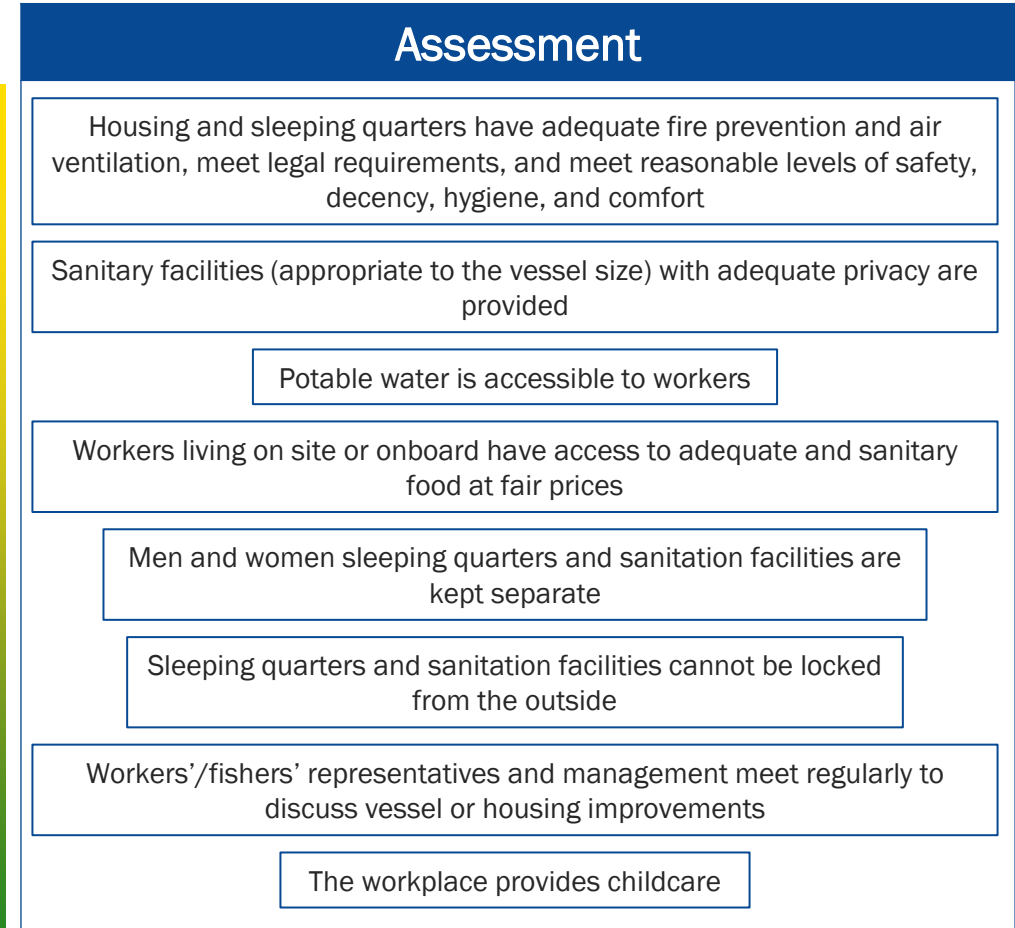 Assessment
Housing and sleeping quarters have adequate fire prevention and air
ventilation, meet legal requirements, and meet reasonable levels of safety,
decency, hygiene, and comfort
Sanitary facilities (appropriate to the vessel size) with adequate privacy are
provided
Potable water is accessible to workers
Workers living on site or onboard have access to adequate and sanitary
food at fair prices
Men and women sleeping quarters and sanitation facilities are
kept separate
Sleeping quarters and sanitation facilities cannot be locked
from the outside
Workers’/fishers’ representatives and management meet regularly to
discuss vessel or housing improvements
The workplace provides childcare